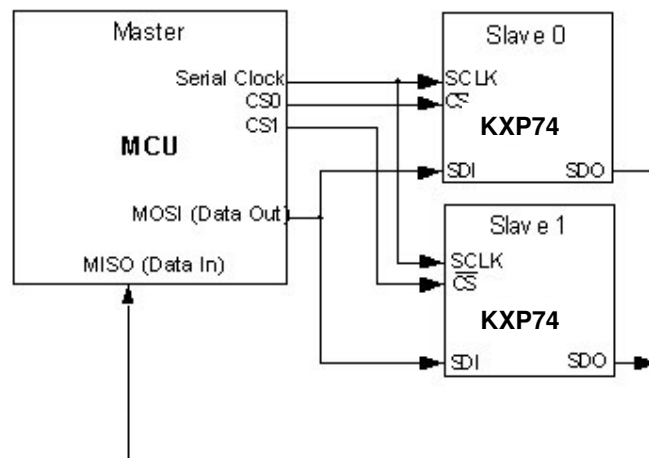 Master
Serial Clock
CS0
CS1
MCU
MOSI (Data Out)
MISO (Data In)
Slave 0
SCLK
CS
KXP74
SDI SDO
Slave 1
SCLK
CS
KXP74
SDI SDO